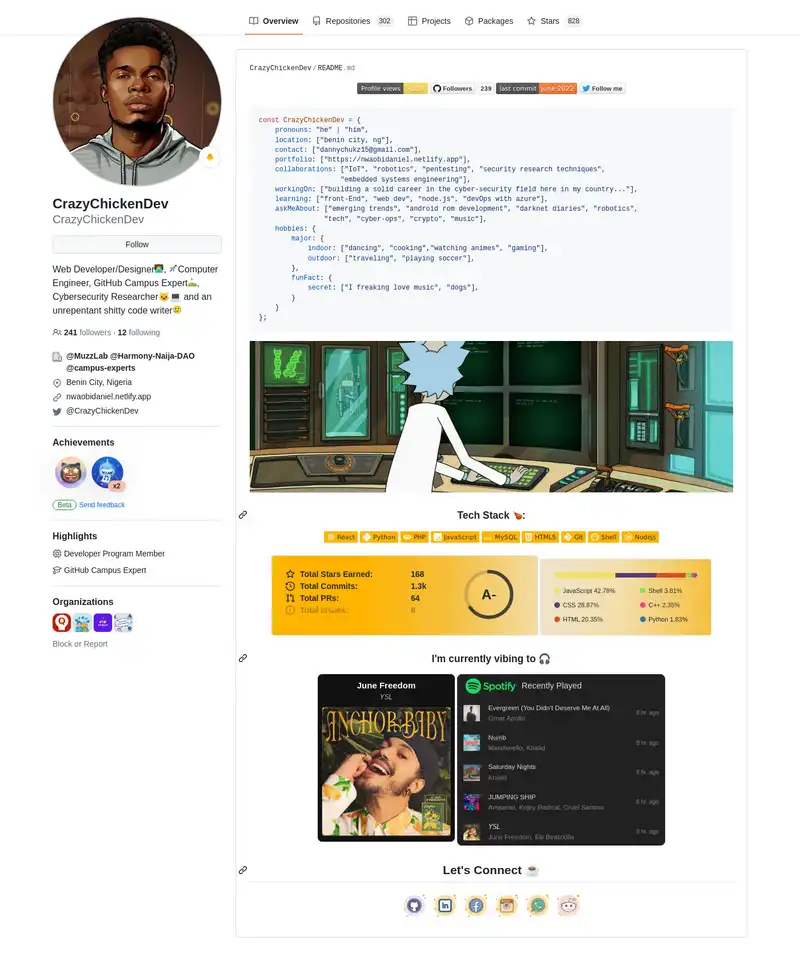 Overview
Repositories 302
Projects
Packages
Stars 828
CrazyChickenDev
CrazyChickenDev
Follow
Web Developer/Designer👨‍💻, 🚀Computer
Engineer, GitHub Campus Expert⛳,
Cybersecurity Researcher🐱💻 and an
unrepentant shitty code writer🙂
241 followers · 12 following
@MuzzLab @Harmony-Naija-DAO
@campus-experts
Benin City, Nigeria
nwaobidaniel.netlify.app
@CrazyChickenDev
Achievements
x2
Beta Send feedback
Highlights
Developer Program Member
GitHub Campus Expert
Organizations
Block or Report
CrazyChickenDev/README.md
Profile views
Followers 239
last commit june 2022
Follow me
const CrazyChickenDev = {
pronouns: "he" | "him",
location: ["benin city, ng"],
contact: ["dannychukz15@gmail.com"],
portfolio: ["https://nwaobidaniel.netlify.app"],
collaborations: ["IoT", "robotics", "pentesting", "security research techniques",
"embedded systems engineering"],
workingOn: ["building a solid career in the cyber-security field here in my country..."],
learning: ["front-End", "web dev", "node.js", "devOps with azure"],
askMeAbout: ["emerging trends", "android rom development", "darknet diaries", "robotics",
"tech", "cyber-ops", "crypto", "music"],
hobbies: {
major: {
indoor: ["dancing", "cooking","watching animes", "gaming"],
outdoor: ["traveling", "playing soccer"],
},
funFact: {
secret: ["I freaking love music", "dogs"],
}
}
};
Tech Stack 🍗:
React
Python
PHP
JavaScript
MySQL
HTML5
Git
Shell
Nodejs
Total Stars Earned: 168
Total Commits: 1.3k
Total PRs: 64
Total Issues: 8
A-
JavaScript 42.78%
Shell 3.81%
CSS 28.87%
C++ 2.35%
HTML 20.35%
Python 1.83%
I'm currently vibing to 🎧
June Freedom
YSL
ANCHOR BABY
Spotify Recently Played
Evergreen (You Didn't Deserve Me At All)
Omar Apollo
8 hr. ago
Numb
Marshmello, Khalid
8 hr. ago
Saturday Nights
Khalid
8 hr. ago
JUMPING SHIP
Amaarae, Kojey Radical, Cruel Santino
8 hr. ago
YSL
June Freedom, Elji Beatzkilla
8 hr. ago
Let's Connect ☕